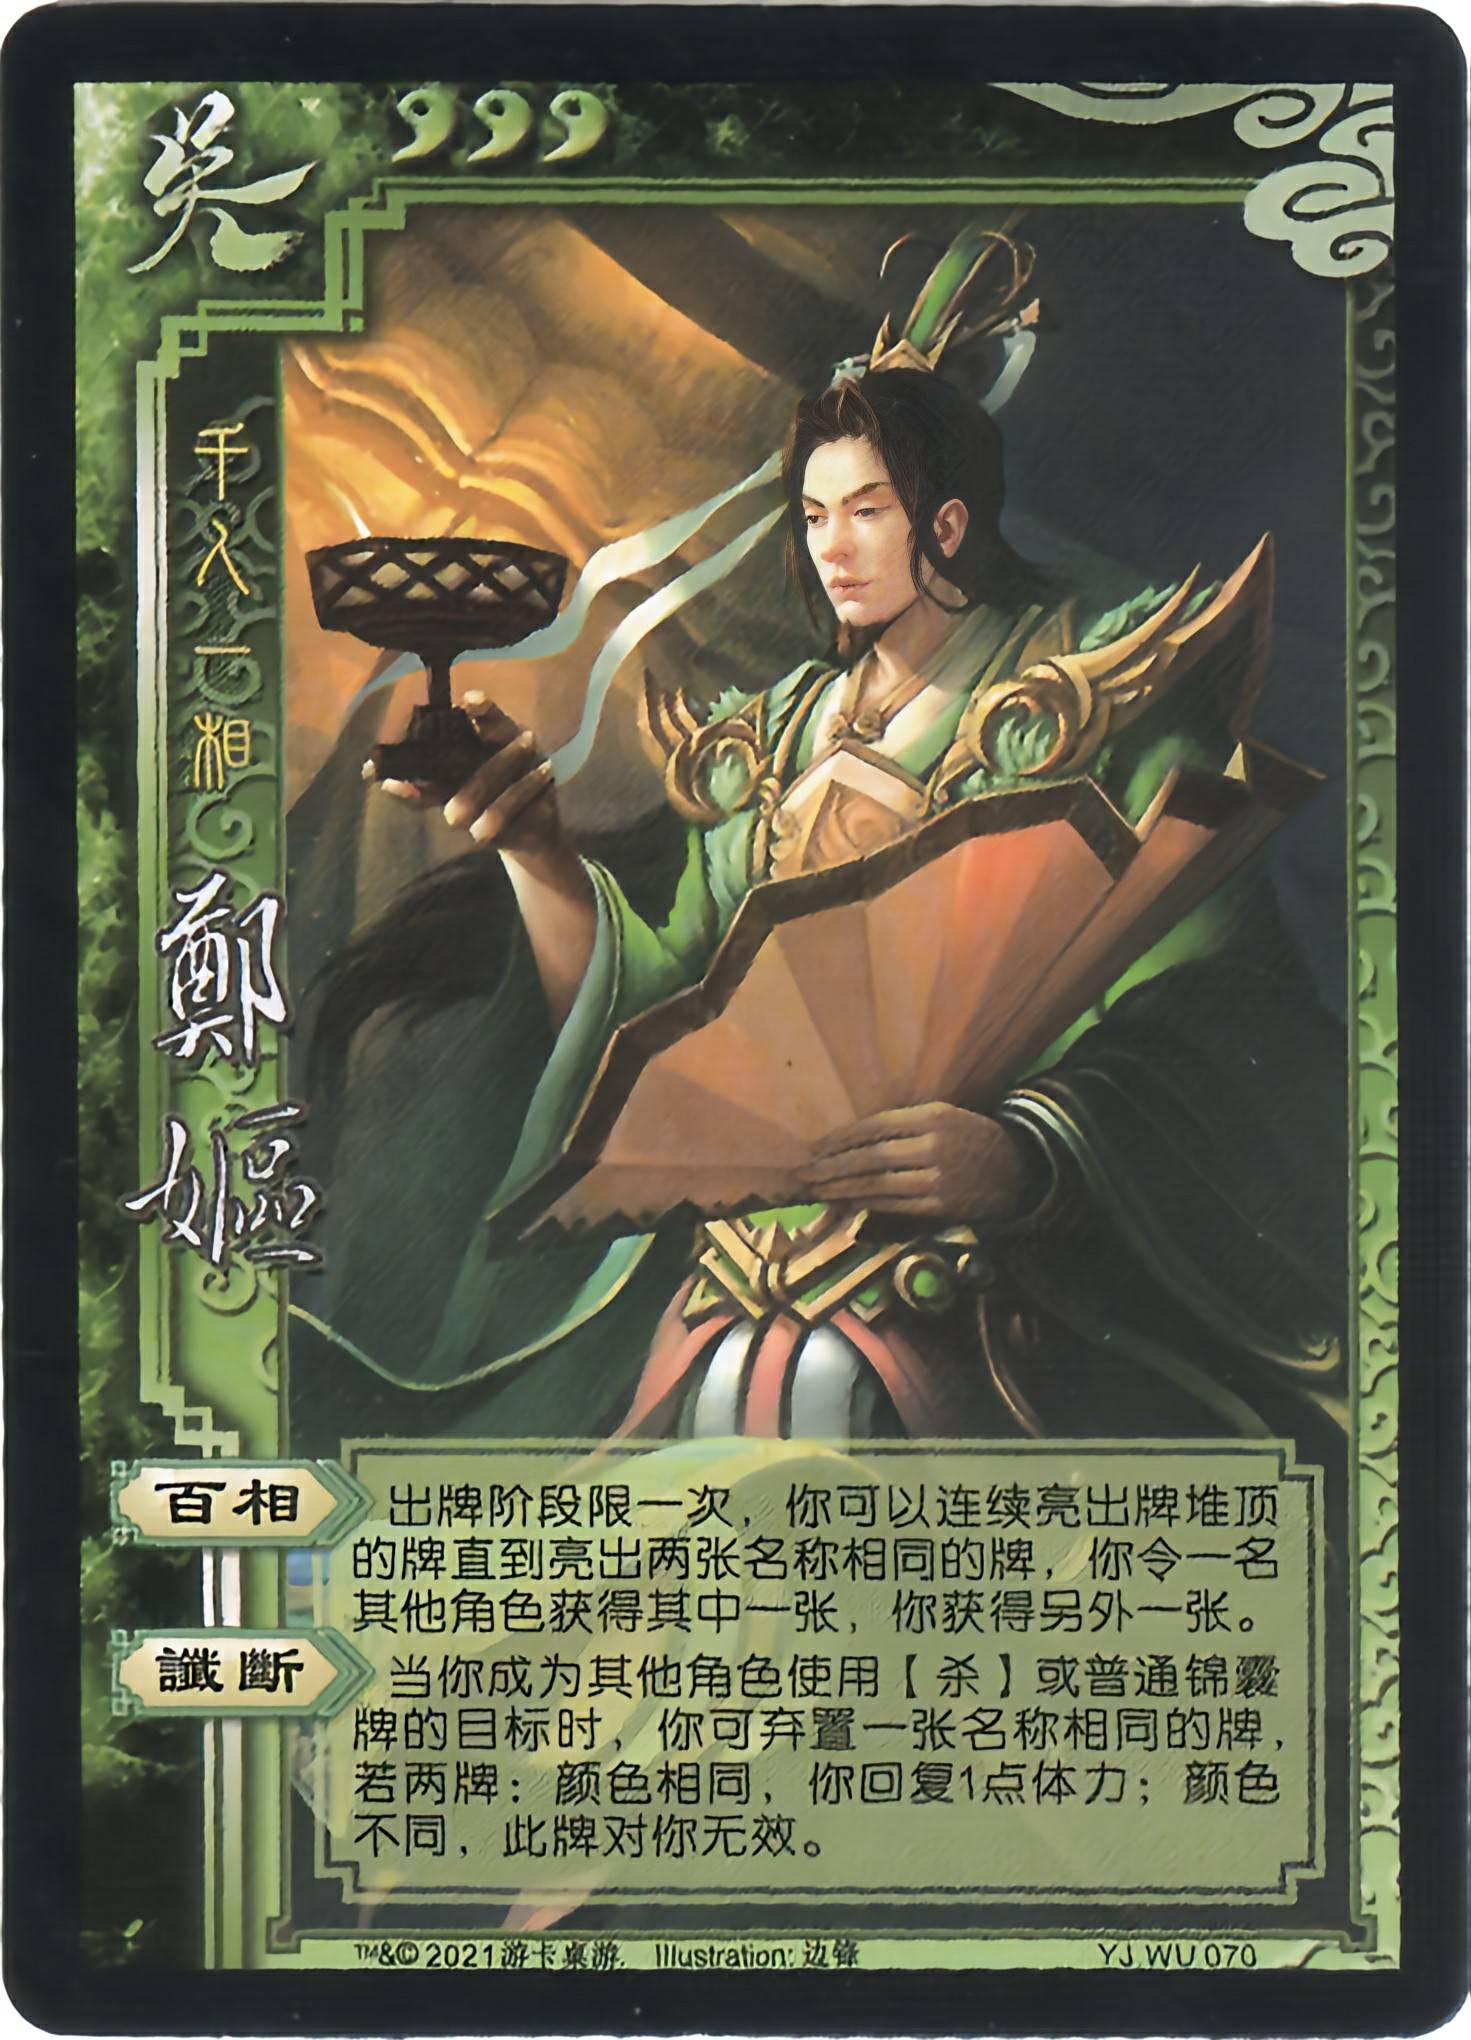 吴
千人一相
鄭嫗
百相
出牌阶段限一次，你可以连续亮出牌堆顶
的牌直到亮出两张名称相同的牌，你令一名
其他角色获得其中一张，你获得另外一张。
讖斷
当你成为其他角色使用【杀】或普通锦囊
牌的目标时，你可弃置一张名称相同的牌，
若两牌：颜色相同，你回复1点体力；颜色
不同，此牌对你无效。
™&© 2021游卡桌游. Illustration: 边锋
YJ.WU 070